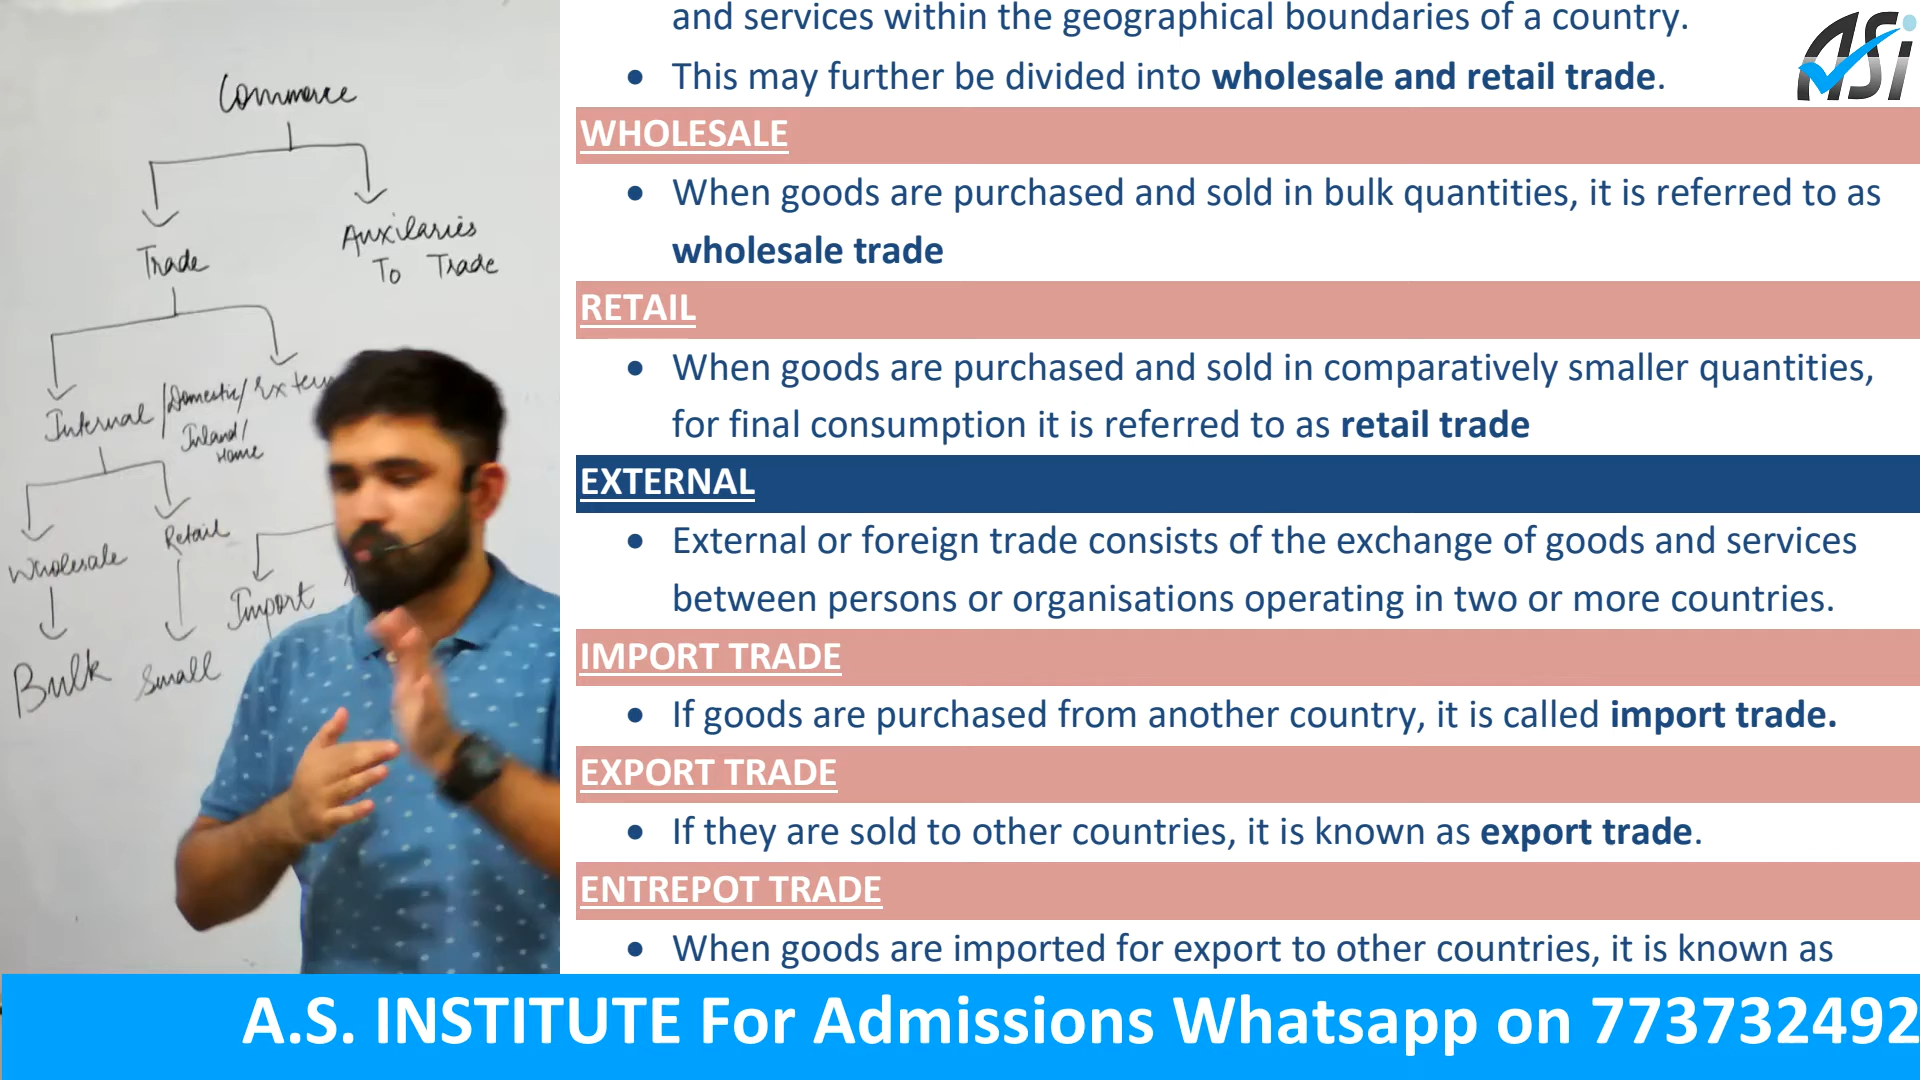 Commerce
Trade
Auxilaries
To Trade
Internal /Domestic/
Inland/
Home
Wholesale
Retail
Import
Bulk
Small
and services within the geographical boundaries of a country.
• This may further be divided into wholesale and retail trade.
WHOLESALE
• When goods are purchased and sold in bulk quantities, it is referred to as
wholesale trade
RETAIL
• When goods are purchased and sold in comparatively smaller quantities,
for final consumption it is referred to as retail trade
EXTERNAL
• External or foreign trade consists of the exchange of goods and services
between persons or organisations operating in two or more countries.
IMPORT TRADE
• If goods are purchased from another country, it is called import trade.
EXPORT TRADE
• If they are sold to other countries, it is known as export trade.
ENTREPOT TRADE
• When goods are imported for export to other countries, it is known as
ASi
A.S. INSTITUTE For Admissions Whatsapp on 773732492